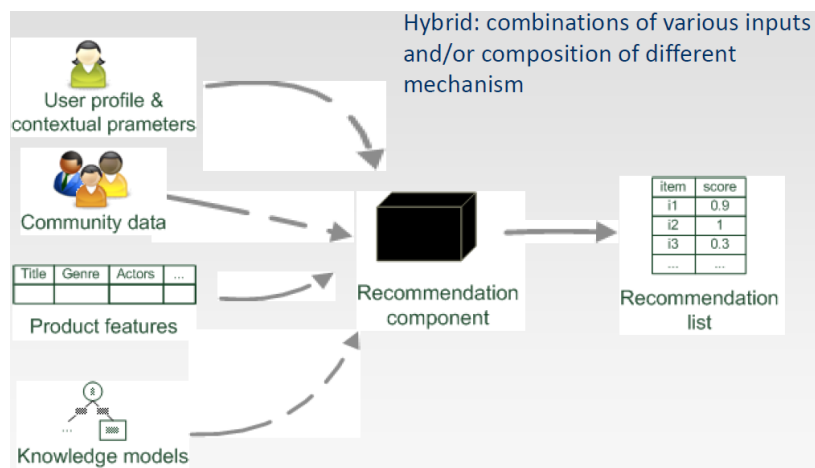 Hybrid: combinations of various inputs
and/or composition of different
mechanism
User profile &
contextual prameters
Community data
Title Genre Actors ...
Product features
Knowledge models
...
Recommendation
component
item score
i1 0.9
i2 1
i3 0.3
... ...
Recommendation
list